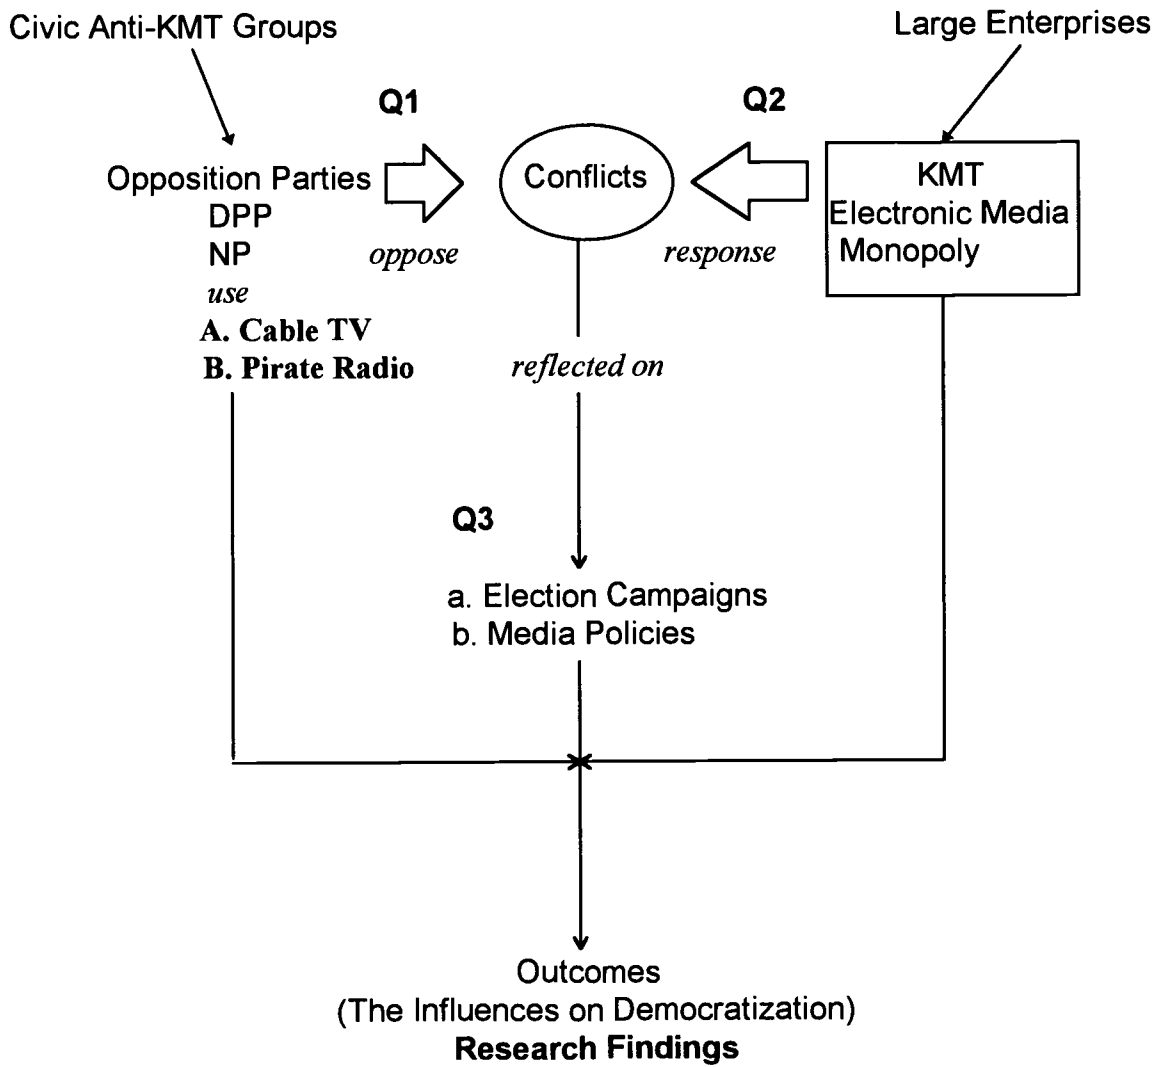 Civic Anti-KMT Groups
Large Enterprises
Q1
Q2
Opposition Parties
DPP
NP
use
A. Cable TV
B. Pirate Radio
oppose
Conflicts
response
KMT
Electronic Media
Monopoly
reflected on
Q3
a. Election Campaigns
b. Media Policies
Outcomes
(The Influences on Democratization)
Research Findings